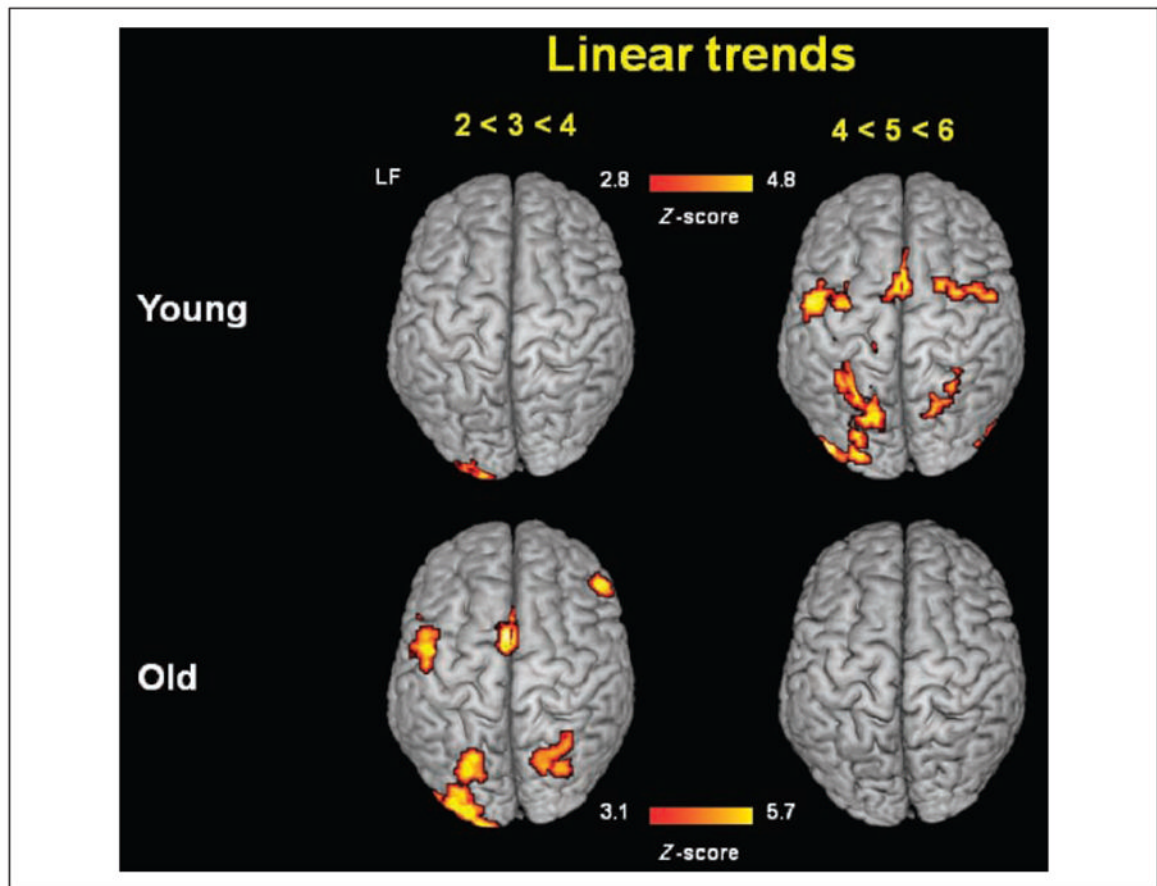 Linear trends
2 < 3 < 4
4 < 5 < 6
LF
2.8
4.8
Z-score
Young
Old
3.1
5.7
Z-score